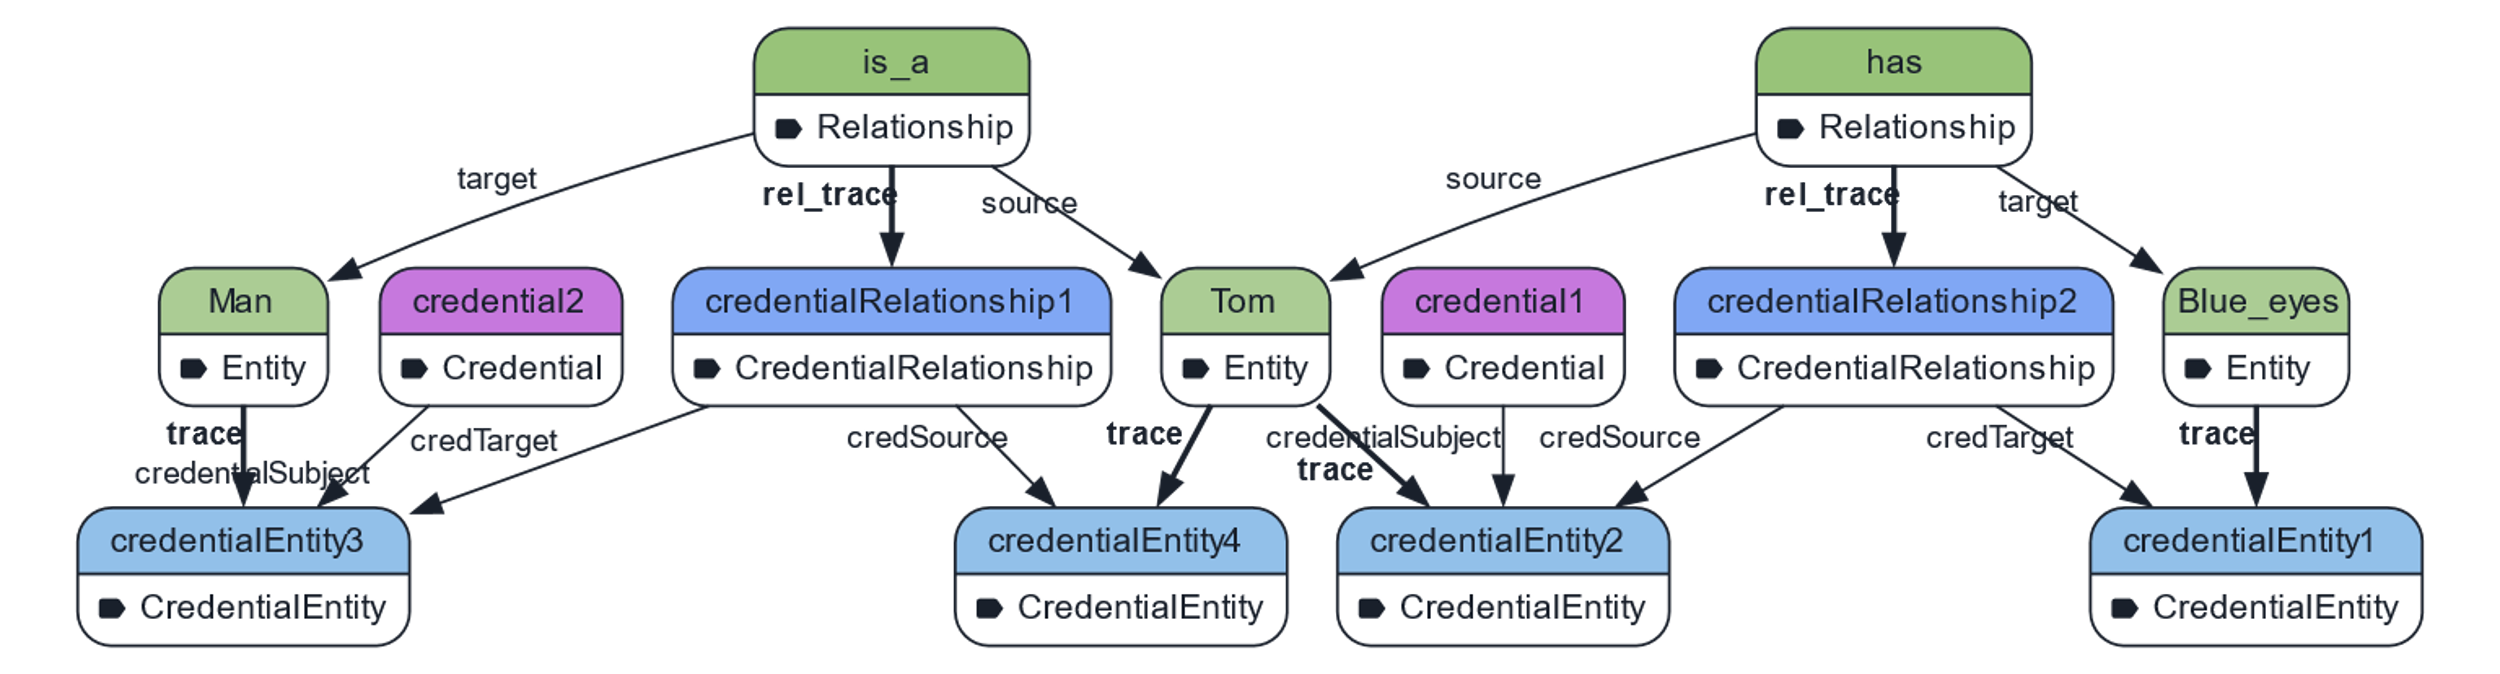 is_a
has
Relationship
Relationship
target
rel_trace
source
source
rel_trace
target
Man
credential2
credentialRelationship1
Tom
credential1
credentialRelationship2
Blue_eyes
Entity
Credential
CredentialRelationship
Entity
Credential
CredentialRelationship
Entity
trace
credentialSubject
credTarget
credSource
trace
credentialSubject
trace
credSource
credTarget
trace
credentialEntity3
credentialEntity4
credentialEntity2
credentialEntity1
CredentialEntity
CredentialEntity
CredentialEntity
CredentialEntity